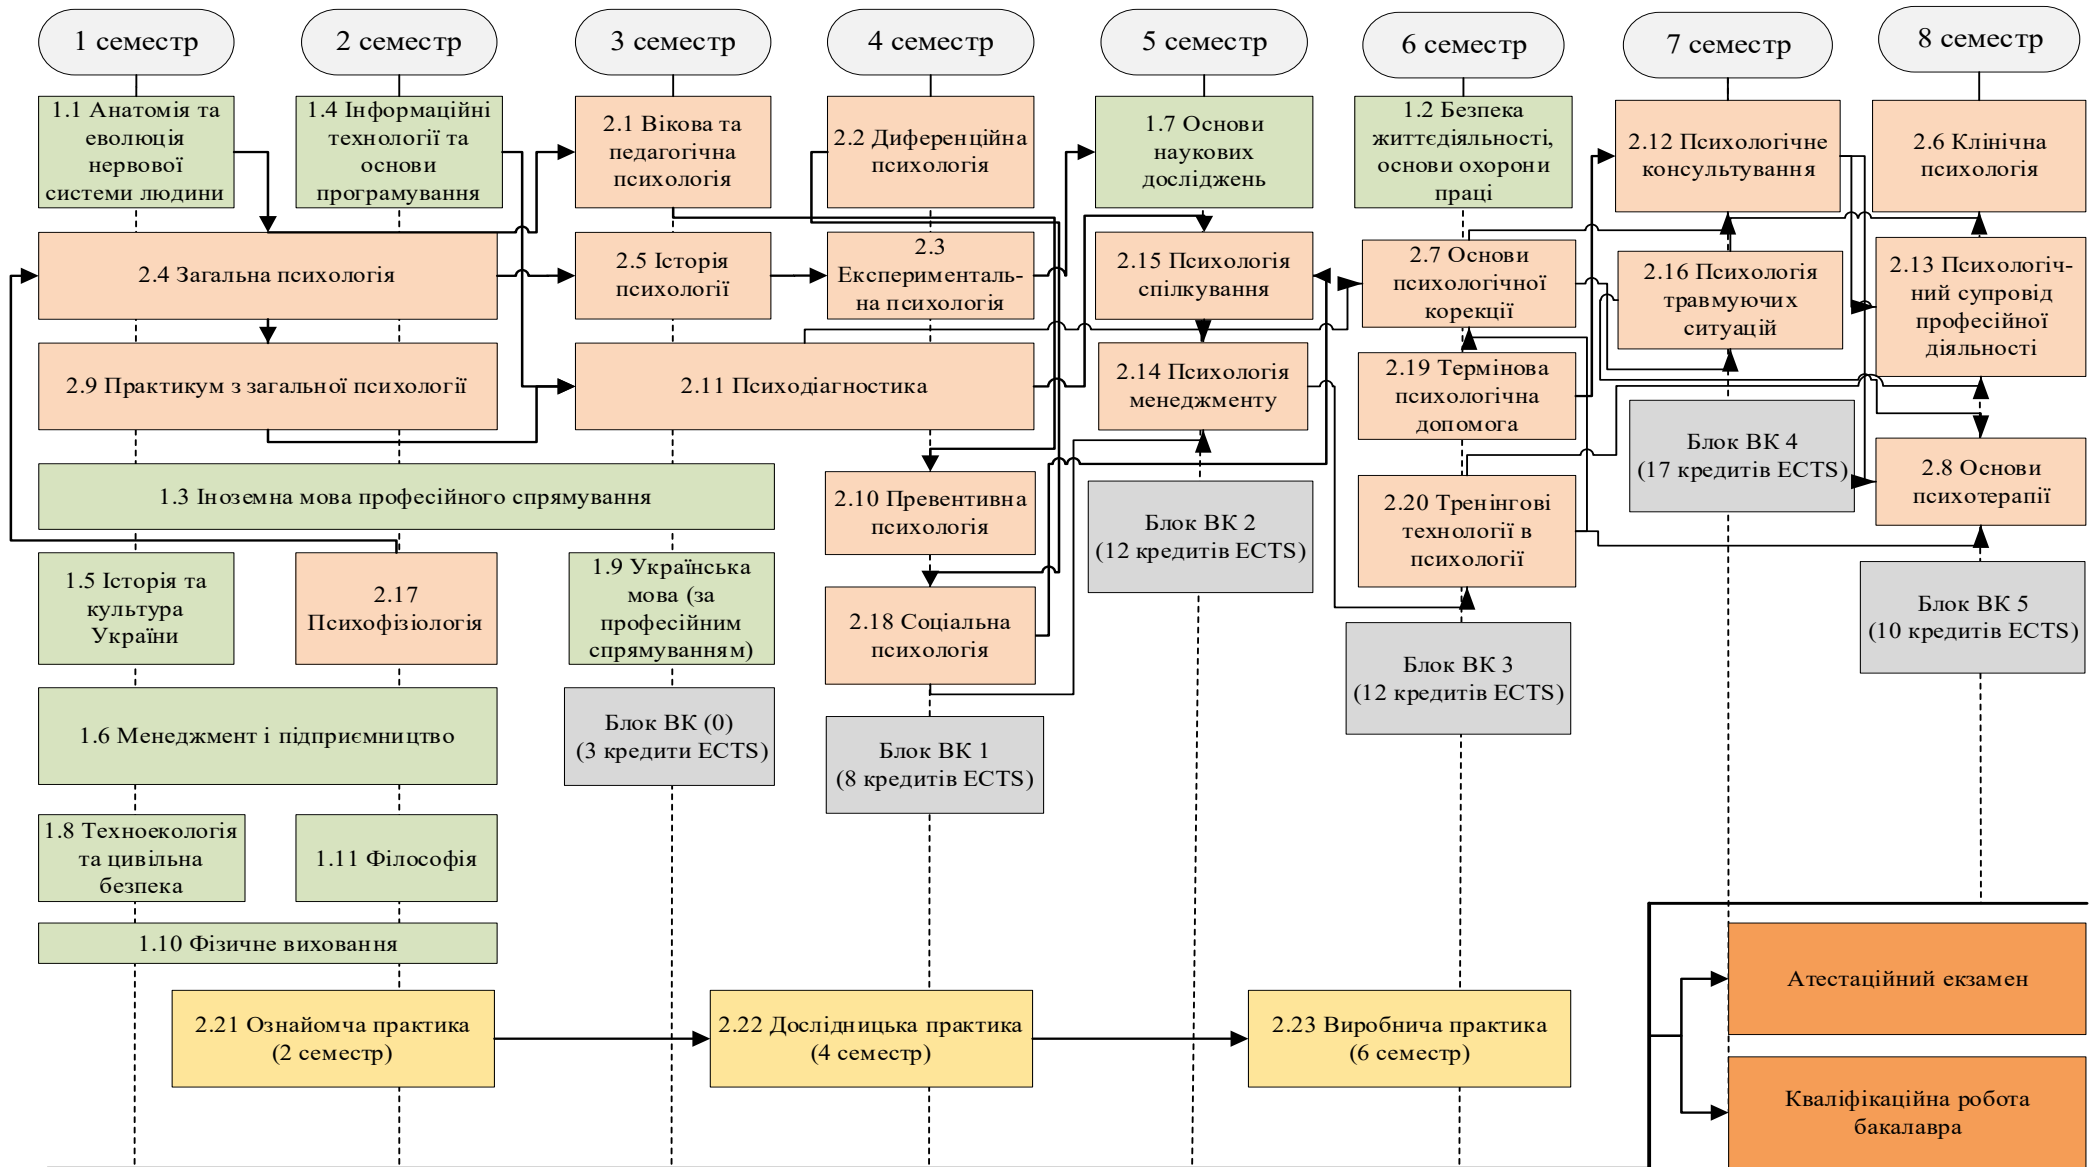 1 семестр
2 семестр
3 семестр
4 семестр
5 семестр
6 семестр
7 семестр
8 семестр
1.1 Анатомія та
еволюція
нервової
системи людини
1.4 Інформаційні
технології та
основи
програмування
2.1 Вікова та
педагогічна
психологія
2.2 Диференційна
психологія
1.7 Основи
наукових
досліджень
1.2 Безпека
життєдіяльності,
основи охорони
праці
2.12 Психологічне
консультування
2.6 Клінічна
психологія
2.4 Загальна психологія
2.5 Історія
психології
2.3
Експерименталь-
на психологія
2.15 Психологія
спілкування
2.7 Основи
психологічної
корекції
2.16 Психологія
травмуючих
ситуацій
2.13 Психологіч-
ний супровід
професійної
діяльності
2.9 Практикум з загальної психології
2.11 Психодіагностика
2.14 Психологія
менеджменту
2.19 Термінова
психологічна
допомога
Блок ВК 4
(17 кредитів ECTS)
2.8 Основи
психотерапії
1.3 Іноземна мова професійного спрямування
2.10 Превентивна
психологія
Блок ВК 2
(12 кредитів ECTS)
2.20 Тренінгові
технології в
психології
1.5 Історія та
культура
України
2.17
Психофізіологія
1.9 Українська
мова (за
професійним
спрямуванням)
2.18 Соціальна
психологія
Блок ВК 3
(12 кредитів ECTS)
Блок ВК 5
(10 кредитів ECTS)
1.6 Менеджмент і підприємництво
Блок ВК (0)
(3 кредити ECTS)
Блок ВК 1
(8 кредитів ECTS)
1.8 Техноекологія
та цивільна
безпека
1.11 Філософія
1.10 Фізичне виховання
2.21 Ознайомча практика
(2 семестр)
2.22 Дослідницька практика
(4 семестр)
2.23 Виробнича практика
(6 семестр)
Атестаційний екзамен
Кваліфікаційна робота
бакалавра